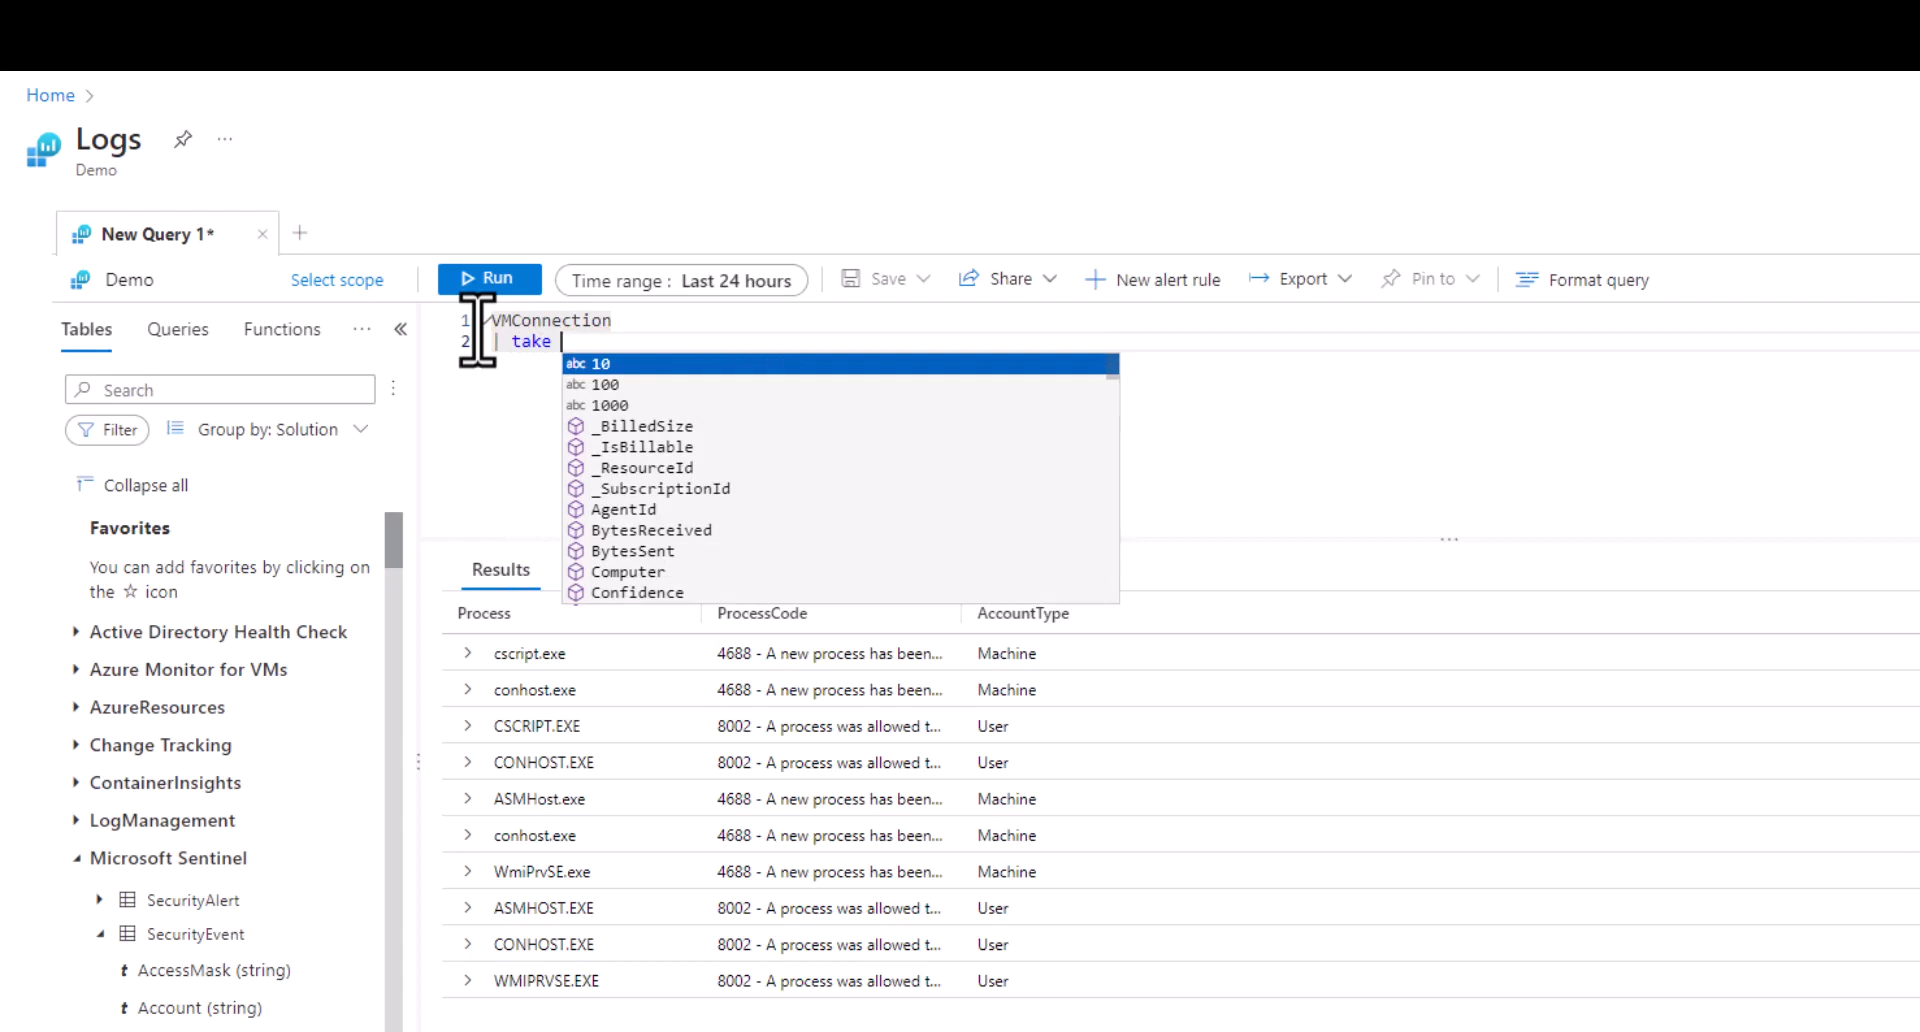 Home
Logs
Demo
New Query 1*
Demo
Select scope
Run
Time range : Last 24 hours
Save
Share
New alert rule
Export
Pin to
Format query
Tables
Queries
Functions
1 VMConnection
2 | take
abc 10
abc 100
abc 1000
_BilledSize
_IsBillable
_ResourceId
_SubscriptionId
AgentId
BytesReceived
BytesSent
Computer
Confidence
Search
Filter
Group by: Solution
Collapse all
Favorites
You can add favorites by clicking on
the ☆ icon
Active Directory Health Check
Azure Monitor for VMs
AzureResources
Change Tracking
ContainerInsights
LogManagement
Microsoft Sentinel
SecurityAlert
SecurityEvent
t AccessMask (string)
t Account (string)
Results
Process ProcessCode AccountType
cscript.exe 4688 - A new process has been... Machine
conhost.exe 4688 - A new process has been... Machine
CSCRIPT.EXE 8002 - A process was allowed t... User
CONHOST.EXE 8002 - A process was allowed t... User
ASMHost.exe 4688 - A new process has been... Machine
conhost.exe 4688 - A new process has been... Machine
WmiPrvSE.exe 4688 - A new process has been... Machine
ASMHOST.EXE 8002 - A process was allowed t... User
CONHOST.EXE 8002 - A process was allowed t... User
WMIPRVSE.EXE 8002 - A process was allowed t... User